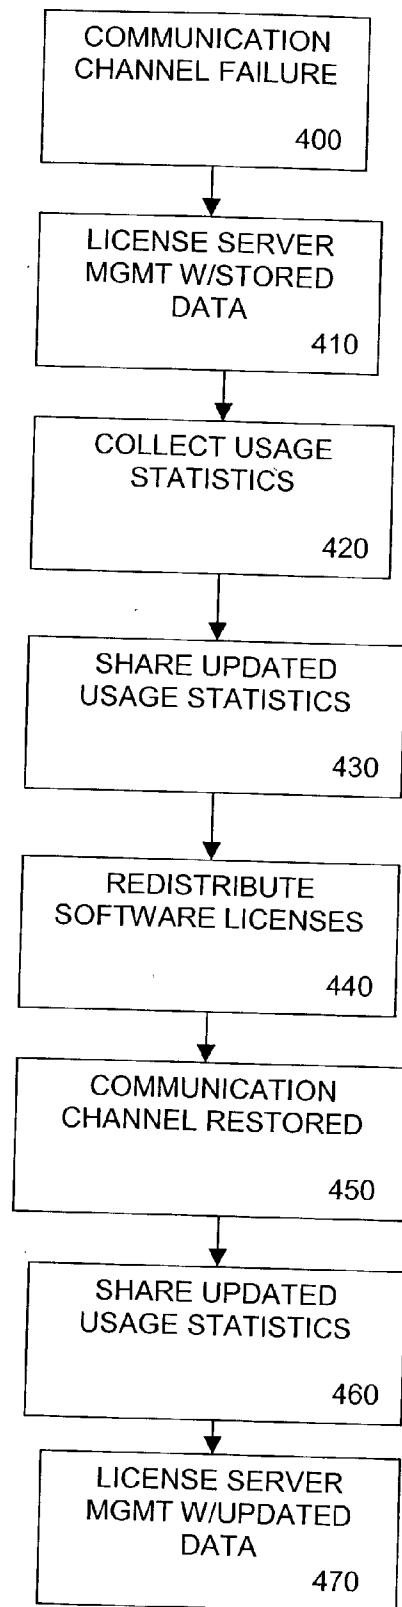 COMMUNICATION
CHANNEL FAILURE
400
LICENSE SERVER
MGMT W/STORED
DATA
410
COLLECT USAGE
STATISTICS
420
SHARE UPDATED
USAGE STATISTICS
430
REDISTRIBUTE
SOFTWARE LICENSES
440
COMMUNICATION
CHANNEL RESTORED
450
SHARE UPDATED
USAGE STATISTICS
460
LICENSE SERVER
MGMT W/UPDATED
DATA
470